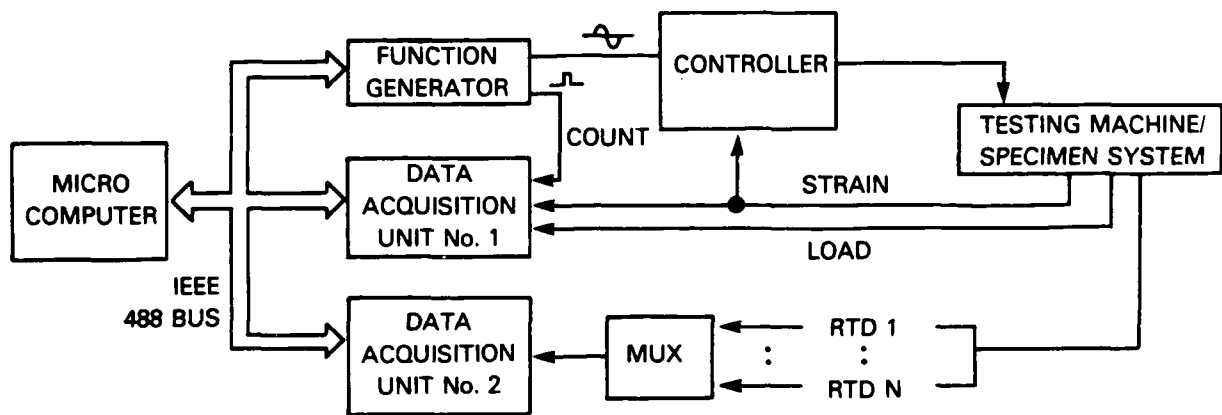 FUNCTION
GENERATOR
CONTROLLER
COUNT
TESTING MACHINE/
SPECIMEN SYSTEM
MICRO
COMPUTER
DATA
ACQUISITION
UNIT No. 1
STRAIN
LOAD
IEEE
488 BUS
DATA
ACQUISITION
UNIT No. 2
MUX
RTD 1
RTD N